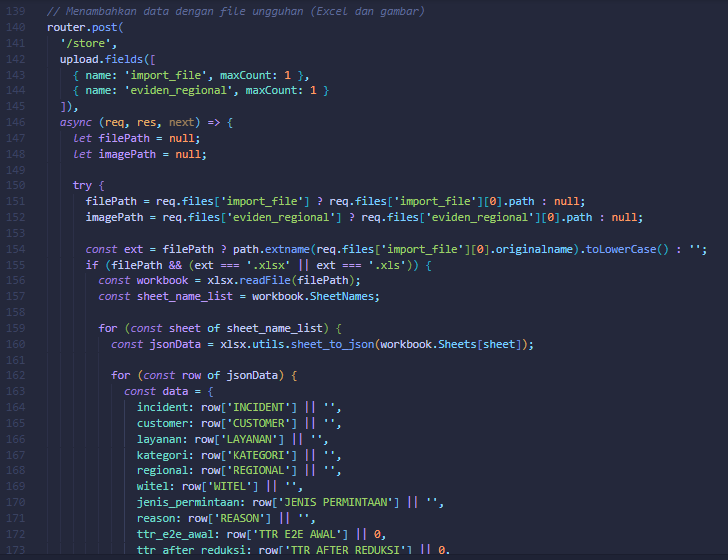 139 // Menambahkan data dengan file ungguhan (Excel dan gambar)
140 router.post(
141 '/store',
142 upload.fields([
143 { name: 'import_file', maxCount: 1 },
144 { name: 'eviden_regional', maxCount: 1 }
145 ]),
146 async (req, res, next) => {
147 let filePath = null;
148 let imagePath = null;
149
150 try {
151 filePath = req.files['import_file'] ? req.files['import_file'][0].path : null;
152 imagePath = req.files['eviden_regional'] ? req.files['eviden_regional'][0].path : null;
153
154 const ext = filePath ? path.extname(req.files['import_file'][0].originalname).toLowerCase() : '';
155 if (filePath && (ext === '.xlsx' || ext === '.xls')) {
156 const workbook = xlsx.readFile(filePath);
157 const sheet_name_list = workbook.SheetNames;
158
159 for (const sheet of sheet_name_list) {
160 const jsonData = xlsx.utils.sheet_to_json(workbook.Sheets[sheet]);
161
162 for (const row of jsonData) {
163 const data = {
164 incident: row['INCIDENT'] || '',
165 customer: row['CUSTOMER'] || '',
166 layanan: row['LAYANAN'] || '',
167 kategori: row['KATEGORI'] || '',
168 regional: row['REGIONAL'] || '',
169 witel: row['WITEL'] || '',
170 jenis_permintaan: row['JENIS PERMINTAAN'] || '',
171 reason: row['REASON'] || '',
172 ttr_e2e_awal: row['TTR E2E AWAL'] || 0,
173 ttr_after_reduksi: row['TTR AFTER REDUKSI'] || 0,